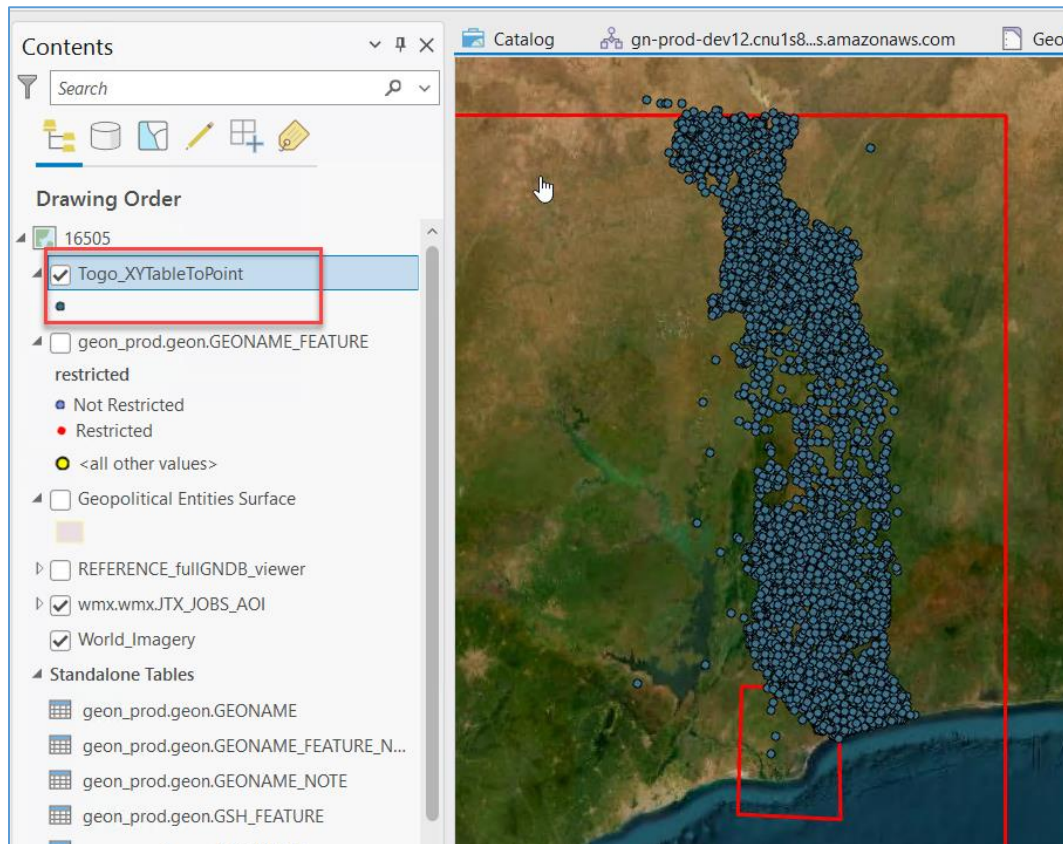 Contents
Catalog
gn-prod-dev12.cnu1s8...s.amazonaws.com
Geo
Search
Drawing Order
16505
Togo_XYTableToPoint
geon_prod.geon.GEONAME_FEATURE
restricted
Not Restricted
Restricted
<all other values>
Geopolitical Entities Surface
REFERENCE_fullGNDB_viewer
wmx.wmx.JTX_JOBS_AOI
World_Imagery
Standalone Tables
geon_prod.geon.GEONAME
geon_prod.geon.GEONAME_FEATURE_N...
geon_prod.geon.GEONAME_NOTE
geon_prod.geon.GSH_FEATURE